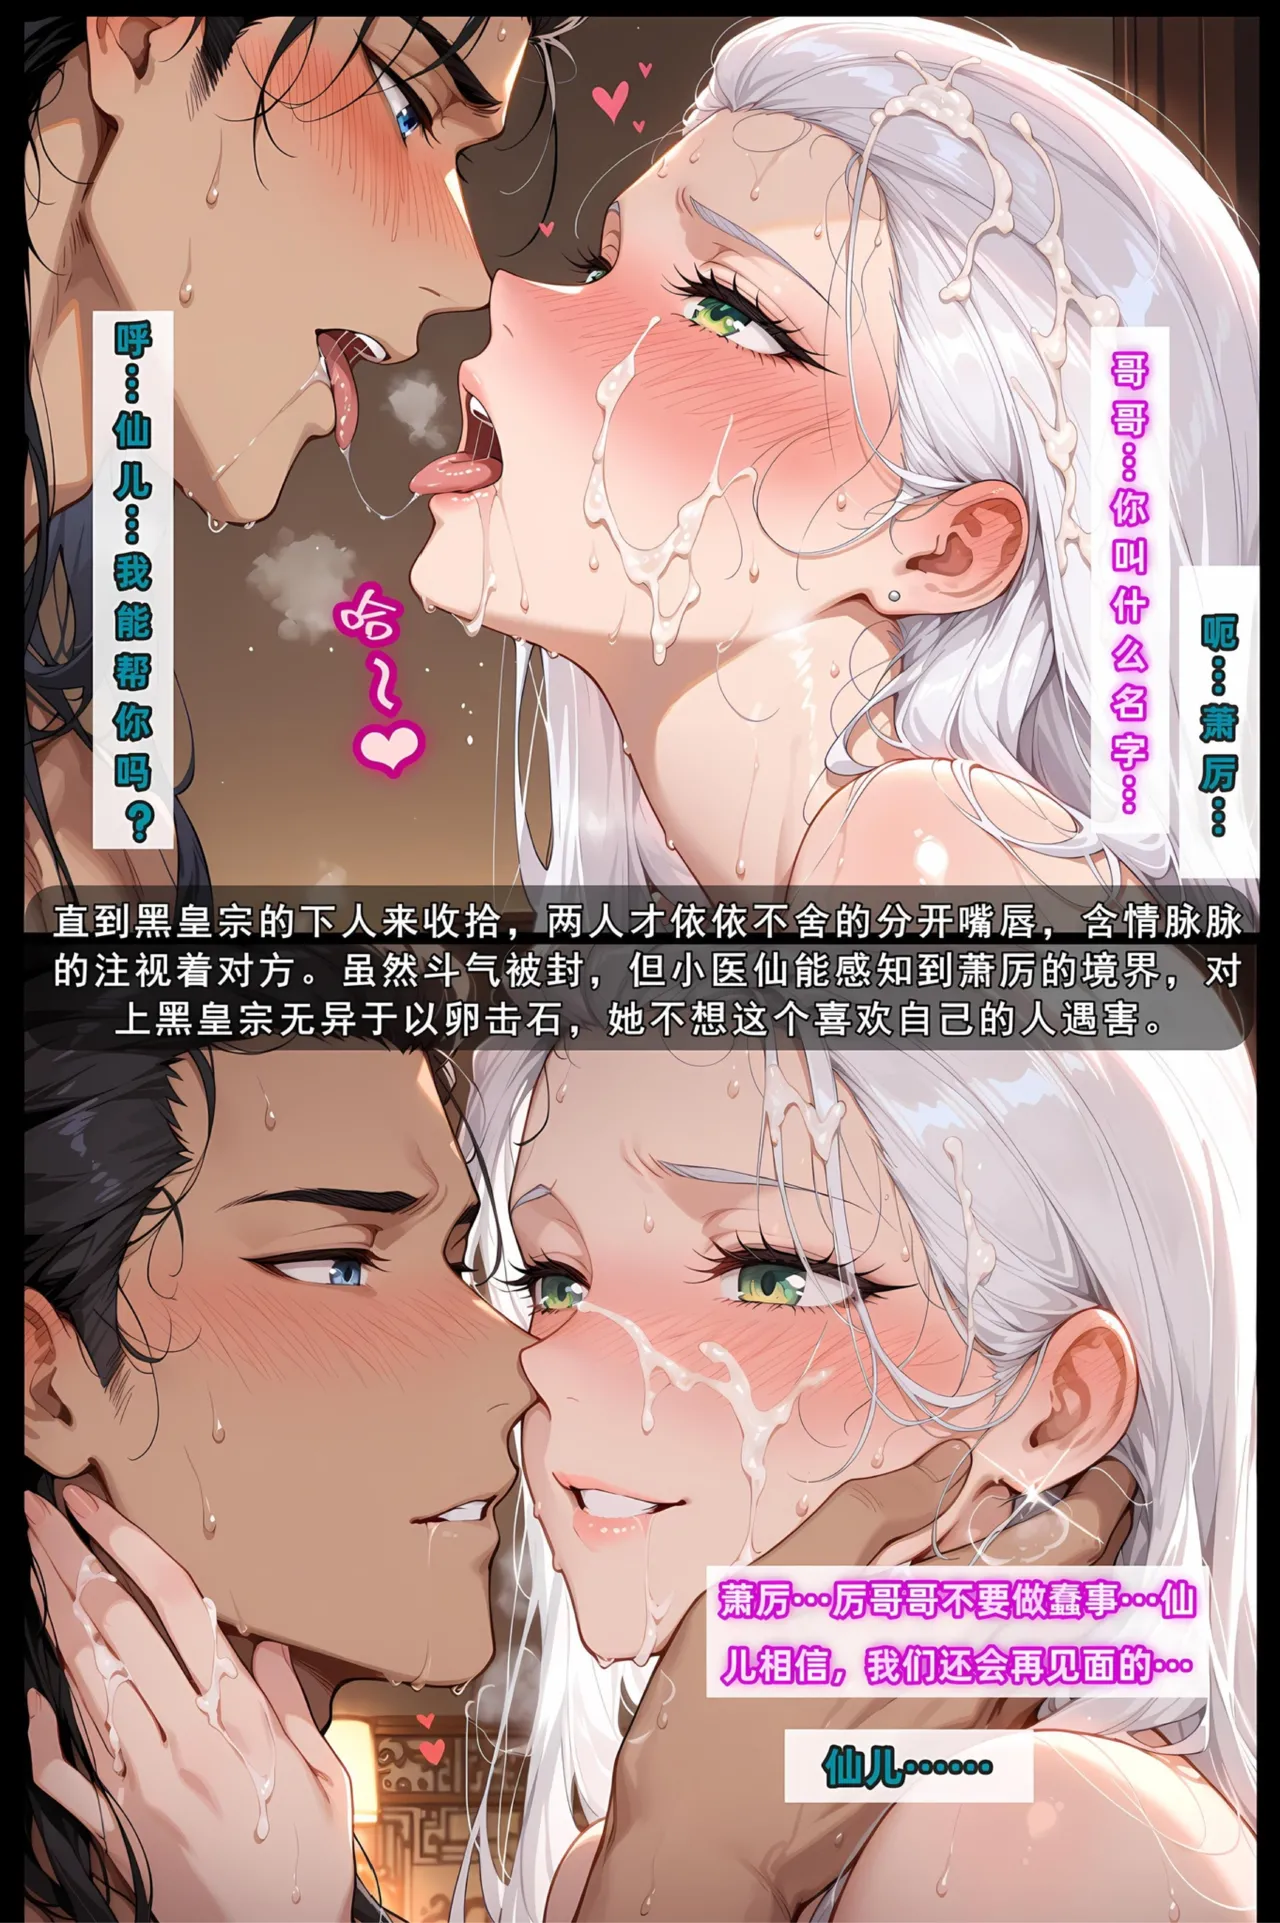 呼…仙儿…我能帮你吗？
哥哥…你叫什么名字…
呃…萧厉…
哈~
直到黑皇宗的下人来收拾，两人才依依不舍的分开嘴唇，含情脉脉
的注视着对方。虽然斗气被封，但小医仙能感知到萧厉的境界，对
上黑皇宗无异于以卵击石，她不想这个喜欢自己的人遇害。
萧厉…厉哥哥不要做蠢事…仙
儿相信，我们还会再见面的…
仙儿……